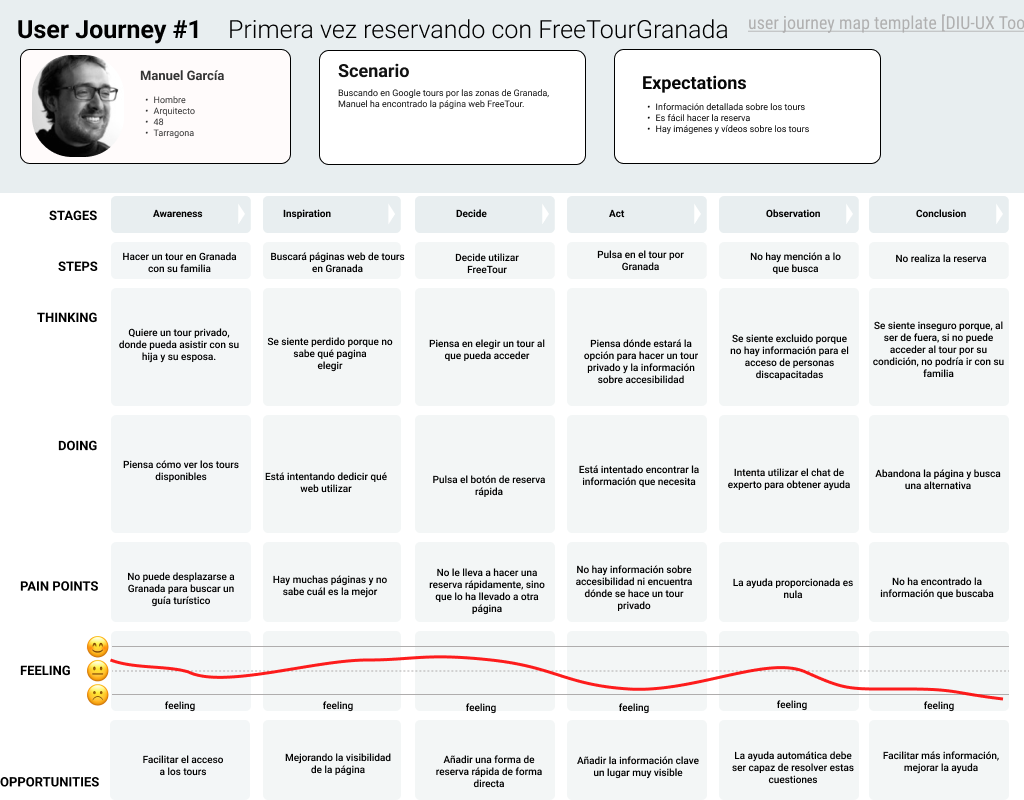 User Journey #1 Primera vez reservando con FreeTourGranada
user journey map template [DIU-UX Too
Manuel García
• Hombre
• Arquitecto
• 48
• Tarragona
Scenario
Buscando en Google tours por las zonas de Granada,
Manuel ha encontrado la página web FreeTour.
Expectations
• Información detallada sobre los tours
• Es fácil hacer la reserva
• Hay imágenes y vídeos sobre los tours
STAGES
Awareness
Inspiration
Decide
Act
Observation
Conclusion
STEPS
Hacer un tour en Granada
con su familia
Buscará páginas web de tours
en Granada
Decide utilizar
FreeTour
Pulsa en el tour por
Granada
No hay mención a lo
que busca
No realiza la reserva
THINKING
Quiere un tour privado,
donde pueda asistir con su
hija y su esposa.
Se siente perdido porque no
sabe qué pagina
elegir
Piensa en elegir un tour al
que pueda acceder
Piensa dónde estará la
opción para hacer un tour
privado y la información
sobre accesibilidad
Se siente excluido porque
no hay información para el
acceso de personas
discapacitadas
Se siente inseguro porque, al
ser de fuera, si no puede
acceder al tour por su
condición, no podría ir con su
familia
DOING
Piensa cómo ver los tours
disponibles
Está intentando dedicir qué
web utilizar
Pulsa el botón de reserva
rápida
Está intentado encontrar la
información que necesita
Intenta utilizar el chat de
experto para obtener ayuda
Abandona la página y busca
una alternativa
PAIN POINTS
No puede desplazarse a
Granada para buscar un
guía turístico
Hay muchas páginas y no
sabe cuál es la mejor
No le lleva a hacer una
reserva rápidamente, sino
que lo ha llevado a otra
página
No hay información sobre
accesibilidad ni encuentra
dónde se hace un tour
privado
La ayuda proporcionada es
nula
No ha encontrado la
información que buscaba
FEELING
feeling
feeling
feeling
feeling
feeling
feeling
OPPORTUNITIES
Facilitar el acceso
a los tours
Mejorando la visibilidad
de la página
Añadir una forma de
reserva rápida de forma
directa
Añadir la información clave
un lugar muy visible
La ayuda automática debe
ser capaz de resolver estas
cuestiones
Facilitar más información,
mejorar la ayuda